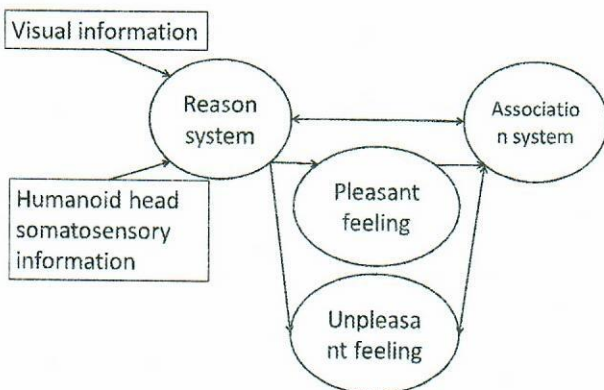 Visual information
Reason
system
Associatio
n system
Humanoid head
somatosensory
information
Pleasant
feeling
Unpleasa
nt feeling